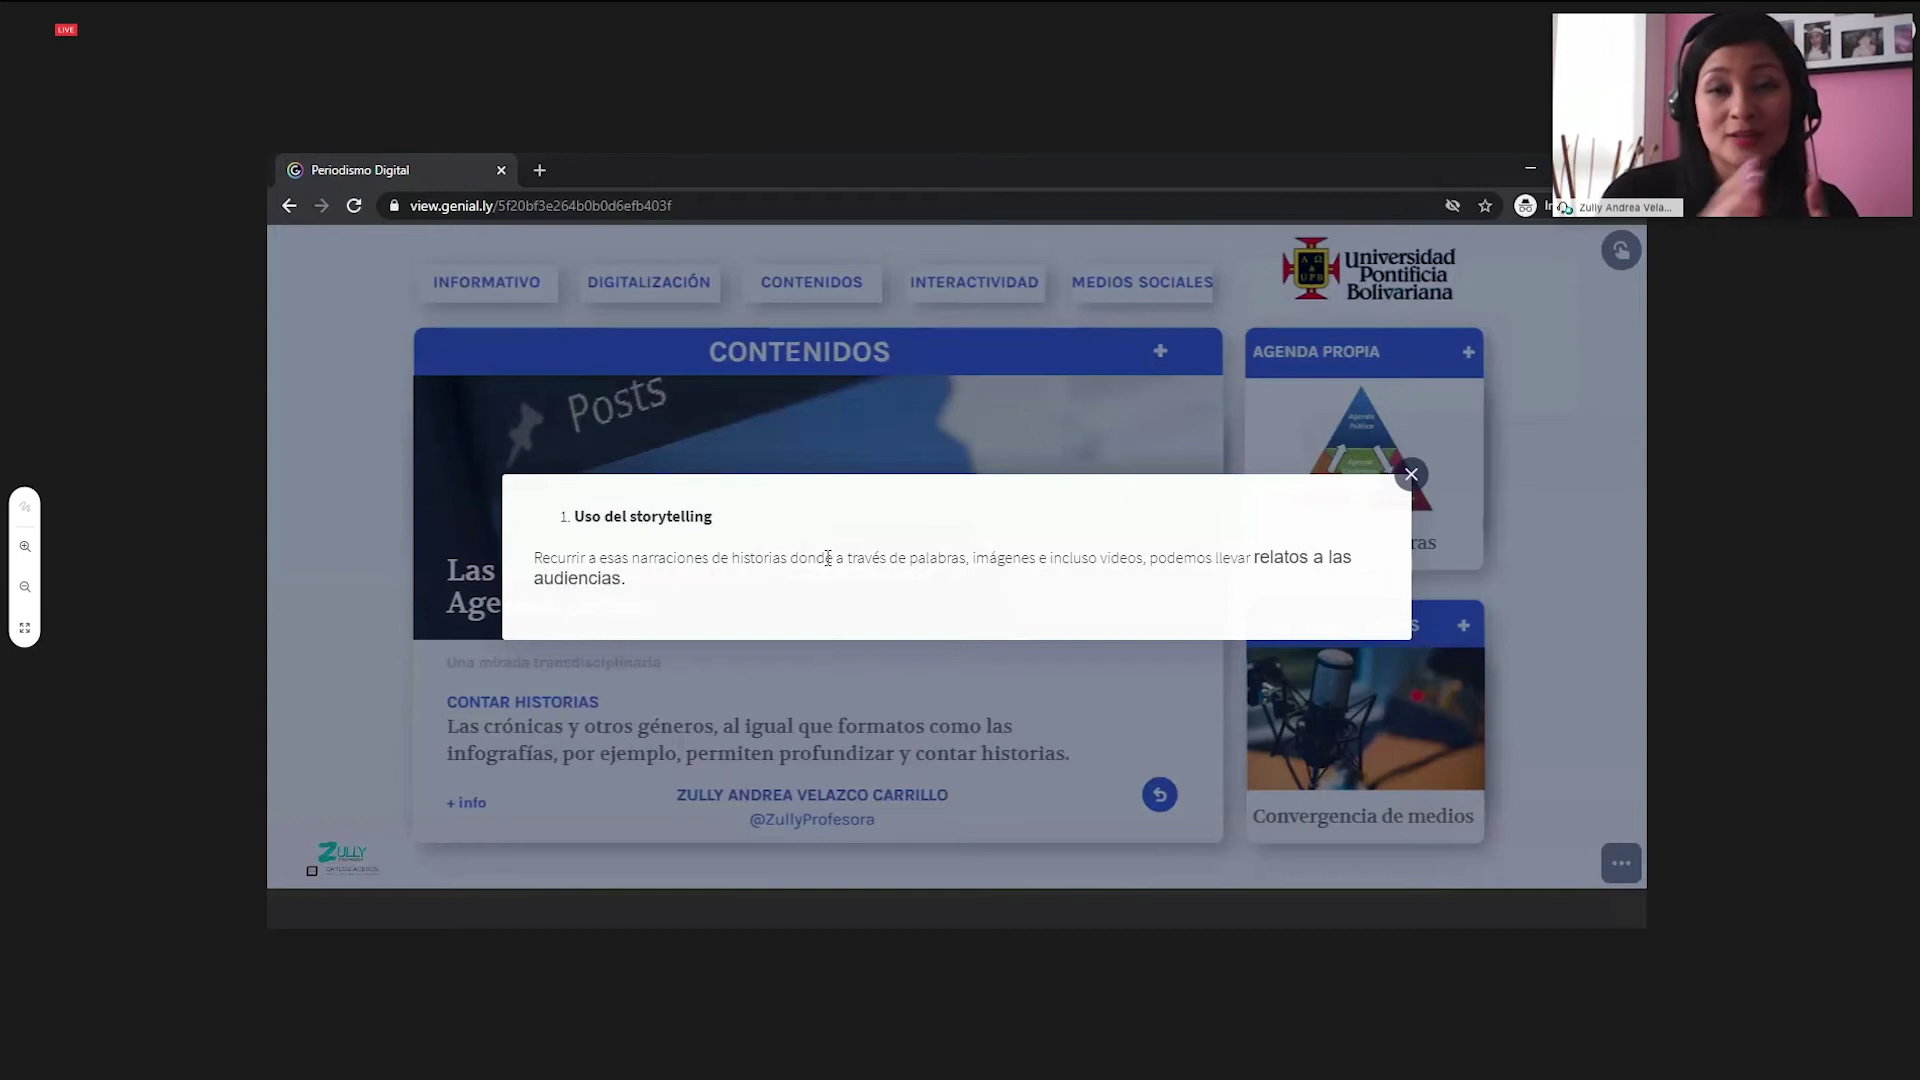 LIVE
Periodismo Digital
view.genial.ly/5f20bf3e264b0b0d6efb403f
Zully Andrea Vela...
INFORMATIVO
DIGITALIZACIÓN
CONTENIDOS
INTERACTIVIDAD
MEDIOS SOCIALES
Universidad
Pontificia
Bolivariana
A Ω
UPB
CONTENIDOS
AGENDA PROPIA
Posts
Agenda
Pública
1. Uso del storytelling
Recurrir a esas narraciones de historias donde a través de palabras, imágenes e incluso videos, podemos llevar relatos a las
audiencias.
Las
Age
ras
S
Una mirada transdisciplinaria
CONTAR HISTORIAS
Las crónicas y otros géneros, al igual que formatos como las
infografías, por ejemplo, permiten profundizar y contar historias.
+ info
ZULLY ANDREA VELAZCO CARRILLO
@ZullyProfesora
Convergencia de medios
ZULLY